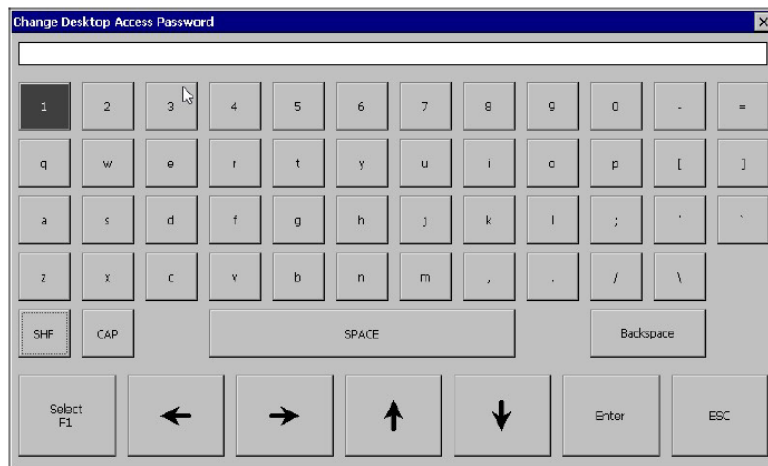 Change Desktop Access Password
1 2 3 4 5 6 7 8 9 0 - =
q w e r t y u i o p [ ]
a s d f g h j k l ; ' `
z x c v b n m , . / \
SHF CAP SPACE Backspace
Select
F1 Enter ESC